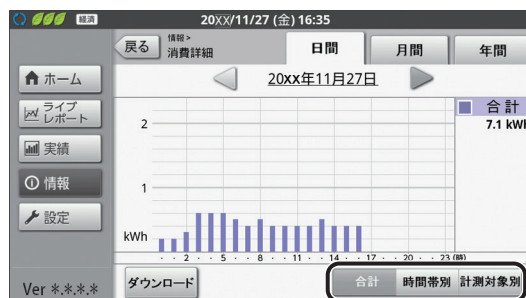 経済
20XX/11/27 (金) 16:35
戻る
情報 >
消費詳細
日間
月間
年間
ホーム
ライブ
レポート
実績
情報
設定
Ver *.*.*.*
20xx年11月27日
合計
7.1 kWh
2
1
kWh
・ ・ 2 ・ ・ 5 ・ ・ 8 ・ ・ 11 ・ ・ 14 ・ ・ 17 ・ ・ 20 ・ ・ 23 (時)
ダウンロード
合計
時間帯別
計測対象別